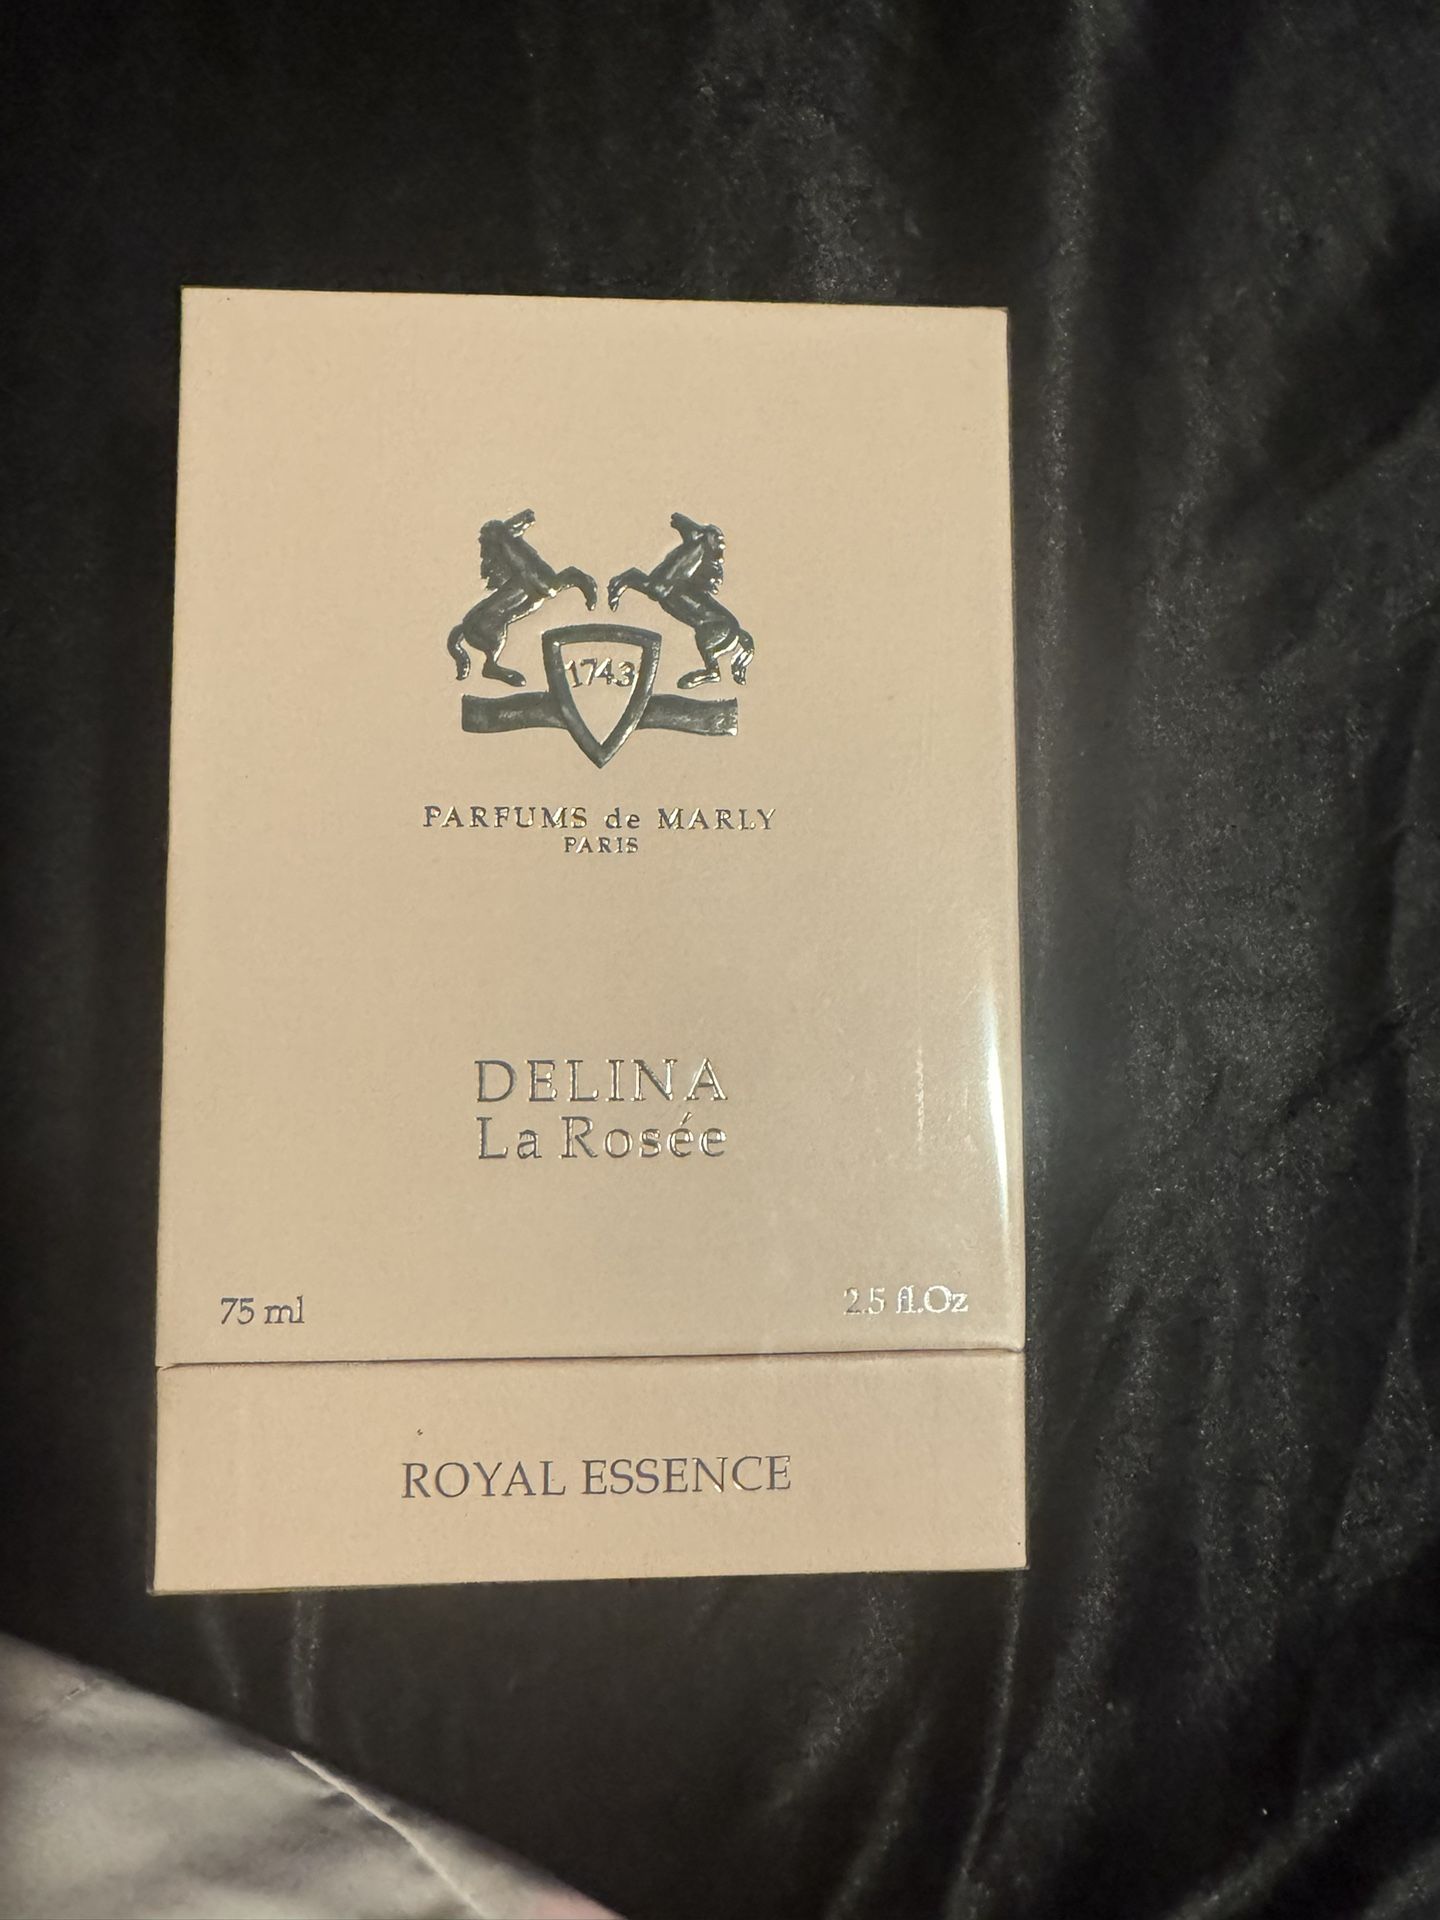 1743
PARFUMS de MARLY
PARIS
DELINA
La Rosée
75 ml 2.5 fl.Oz
ROYAL ESSENCE